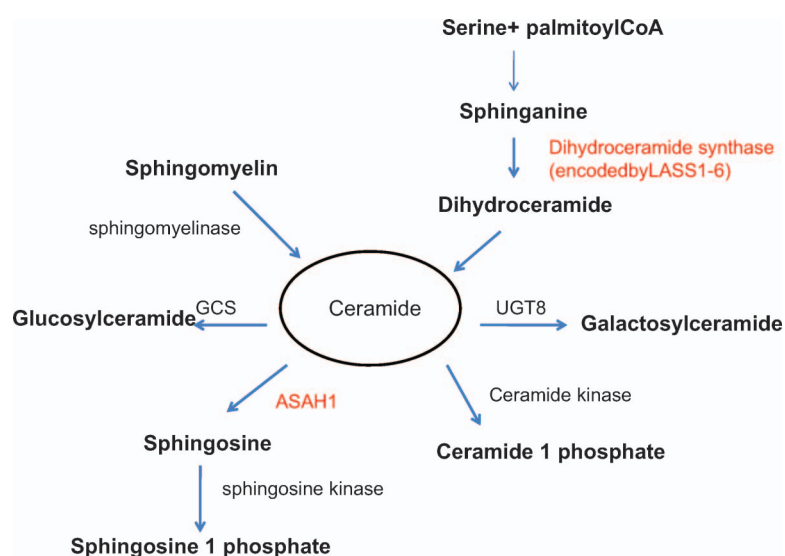 Serine+ palmitoylCoA
Sphinganine
Dihydroceramide synthase
(encodedbyLASS1-6)
Sphingomyelin
Dihydroceramide
sphingomyelinase
Glucosylceramide
GCS
Ceramide
UGT8
Galactosylceramide
ASAH1
Ceramide kinase
Sphingosine
Ceramide 1 phosphate
sphingosine kinase
Sphingosine 1 phosphate